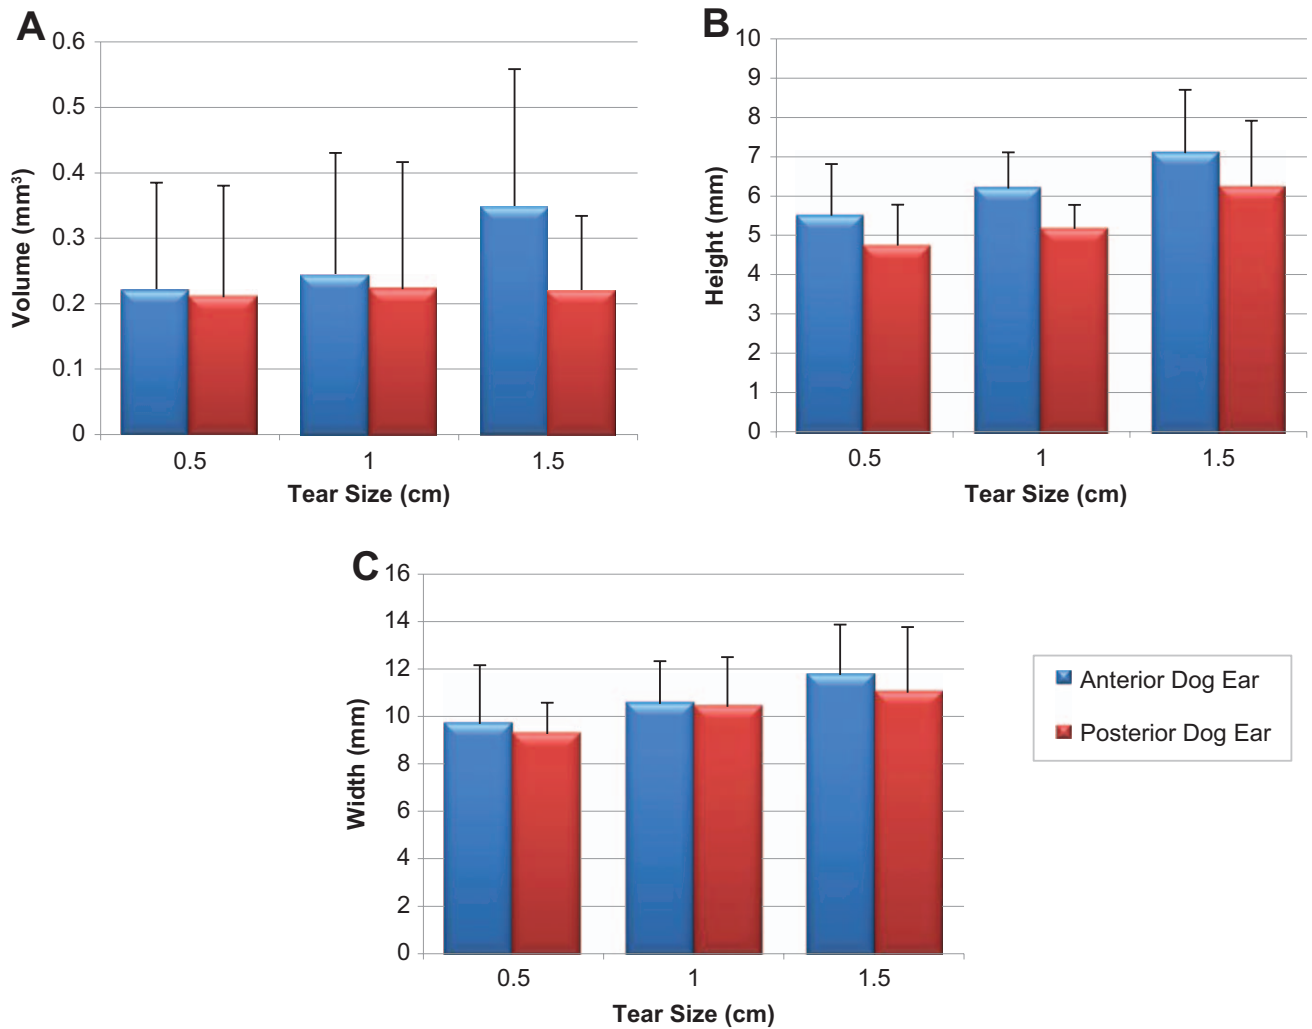 A
0.6
0.5
0.4
0.3
0.2
0.1
0
Volume (mm³)
0.5 1 1.5
Tear Size (cm)
B
10
9
8
7
6
5
4
3
2
1
0
Height (mm)
0.5 1 1.5
Tear Size (cm)
C
16
14
12
10
8
6
4
2
0
Width (mm)
0.5 1 1.5
Tear Size (cm)
Anterior Dog Ear
Posterior Dog Ear